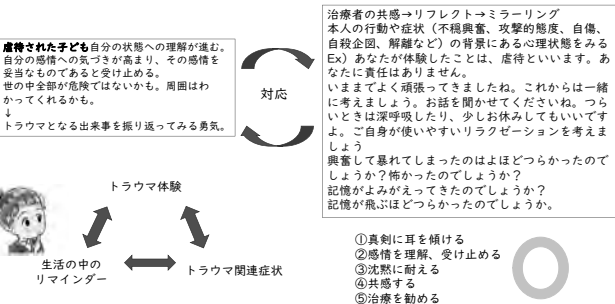 虐待された子ども自分の状態への理解が進む。
自分の感情への気づきが高まり、その感情を
妥当なものであると受け止める。
世の中全部が危険ではないかも。周囲はわ
かってくれるかも。
↓
トラウマとなる出来事を振り返ってみる勇気。
対応
治療者の共感→リフレクト→ミラーリング
本人の行動や症状（不穏興奮、攻撃的態度、自傷、
自殺企図、解離など）の背景にある心理状態をみる
Ex）あなたが体験したことは、虐待といいます。あ
なたに責任はありません。
いままでよく頑張ってきましたね。これからは一緒
に考えましょう。お話を聞かせてくださいね。つら
いときは深呼吸したり、少しお休みしてもいいです
よ。ご自身が使いやすいリラクゼーションを考えま
しょう
興奮して暴れてしまったのはよほどつらかったので
しょうか？怖かったのでしょうか？
記憶がよみがえってきたのでしょうか？
記憶が飛ぶほどつらかったのでしょうか。
トラウマ体験
生活の中の
リマインダー
トラウマ関連症状
①真剣に耳を傾ける
②感情を理解、受け止める
③沈黙に耐える
④共感する
⑤治療を勧める